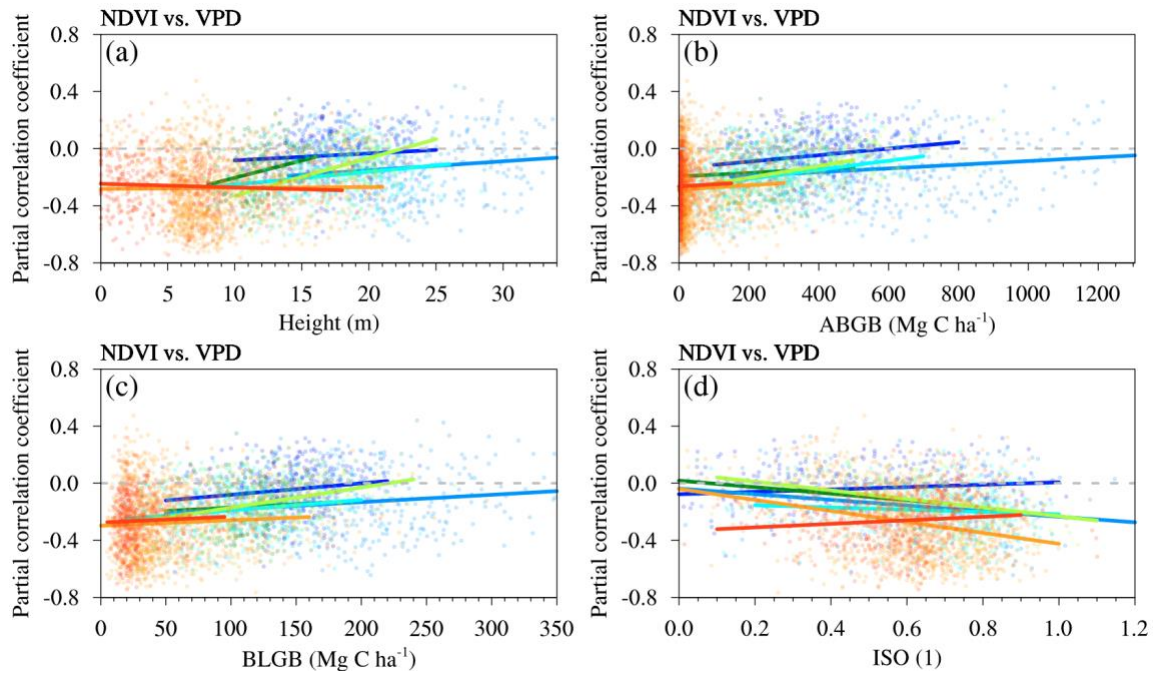 NDVI vs. VPD
(a)
Partial correlation coefficient
0.8
0.4
0.0
-0.4
-0.8
0 5 10 15 20 25 30
Height (m)
NDVI vs. VPD
(b)
Partial correlation coefficient
0.8
0.4
0.0
-0.4
-0.8
0 200 400 600 800 1000 1200
ABGB (Mg C ha⁻¹)
NDVI vs. VPD
(c)
Partial correlation coefficient
0.8
0.4
0.0
-0.4
-0.8
0 50 100 150 200 250 300 350
BLGB (Mg C ha⁻¹)
NDVI vs. VPD
(d)
Partial correlation coefficient
0.8
0.4
0.0
-0.4
-0.8
0.0 0.2 0.4 0.6 0.8 1.0 1.2
ISO (1)